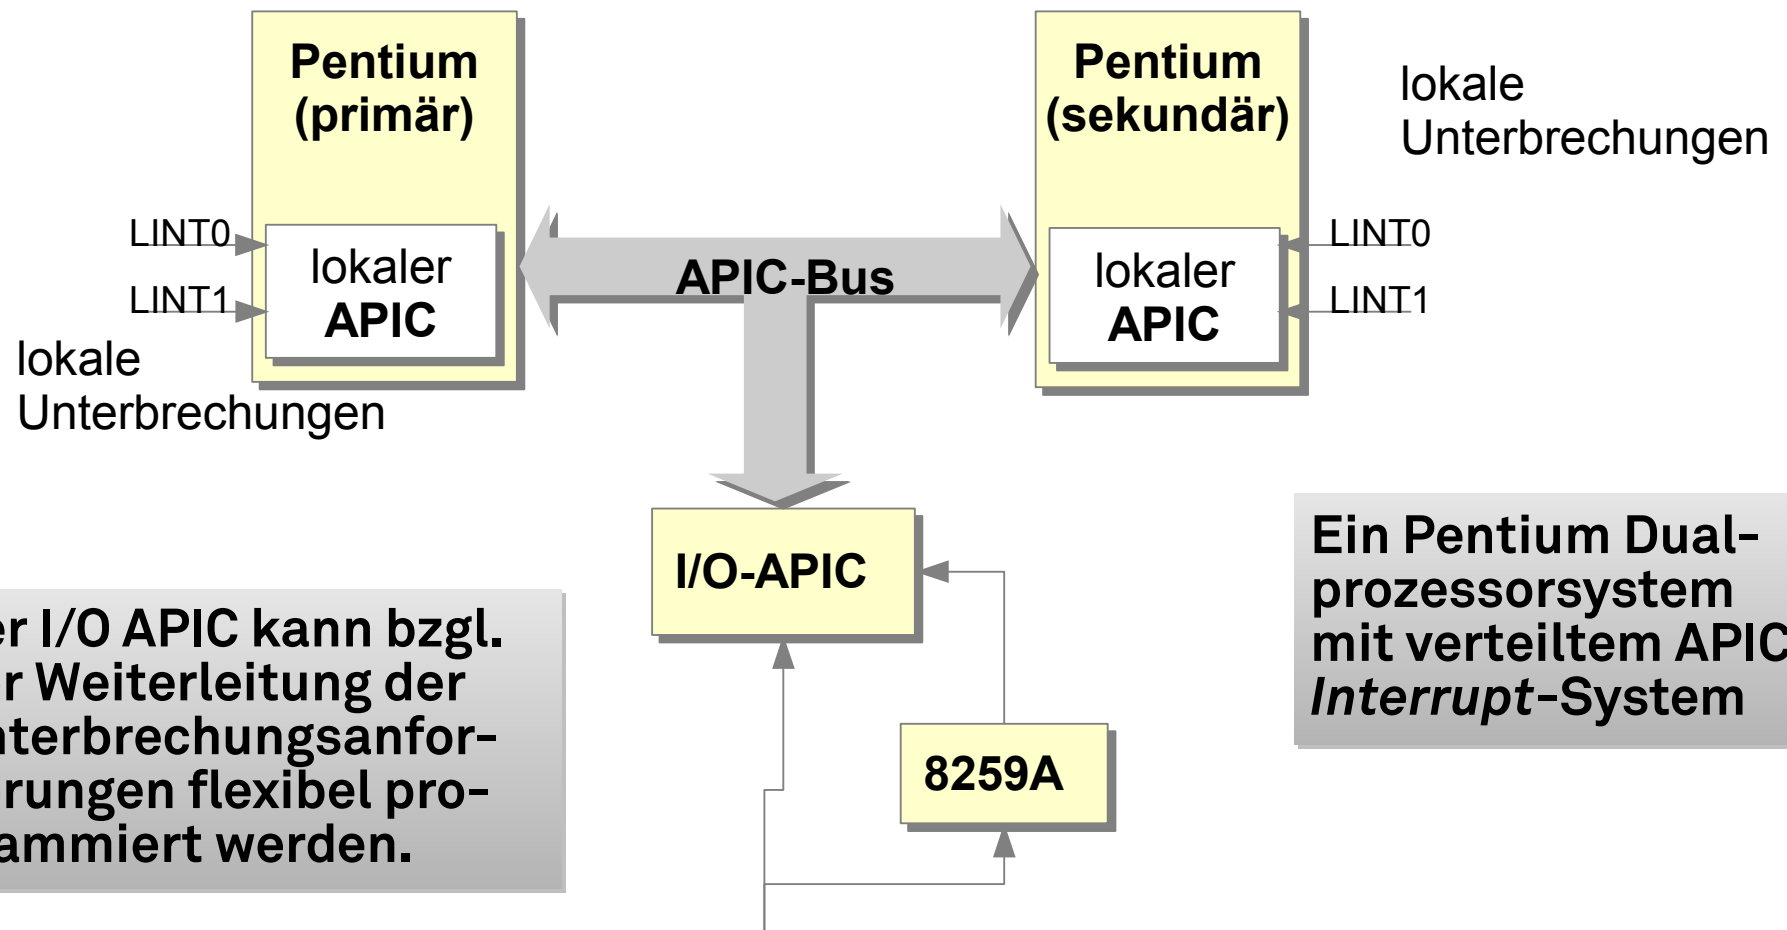 Pentium
(primär)
Pentium
(sekundär)
lokale
Unterbrechungen
LINT0
LINT1
lokaler
APIC
APIC-Bus
lokaler
APIC
LINT0
LINT1
lokale
Unterbrechungen
I/O-APIC
Ein Pentium Dual-
prozessorsystem
mit verteiltem APIC
Interrupt-System
er I/O APIC kann bzgl.
r Weiterleitung der
nterbrechungsanfor-
rungen flexibel pro-
ammiert werden.
8259A